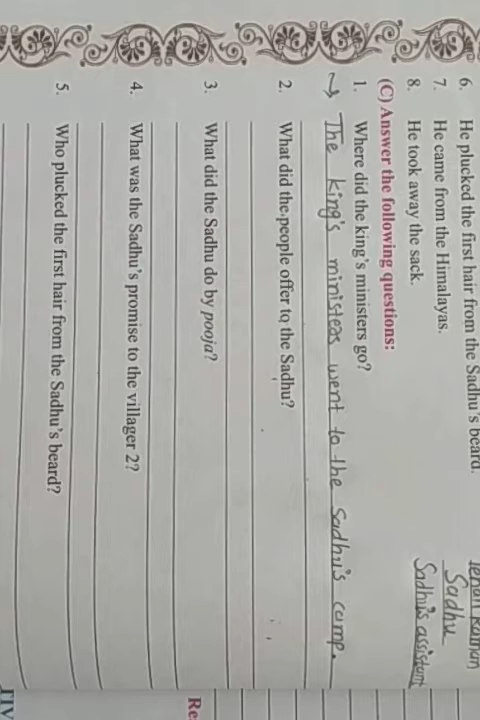 6. He plucked the first hair from the Sadhu's beard.
Tenali Raman
7. He came from the Himalayas.
Sadhu
8. He took away the sack.
Sadhu's assistant
(C) Answer the following questions:
1. Where did the king's ministers go?
→ The king's ministeas went to the Sadhu's camp.
2. What did the people offer to the Sadhu?
3. What did the Sadhu do by pooja?
4. What was the Sadhu's promise to the villager 2?
5. Who plucked the first hair from the Sadhu's beard?
Re